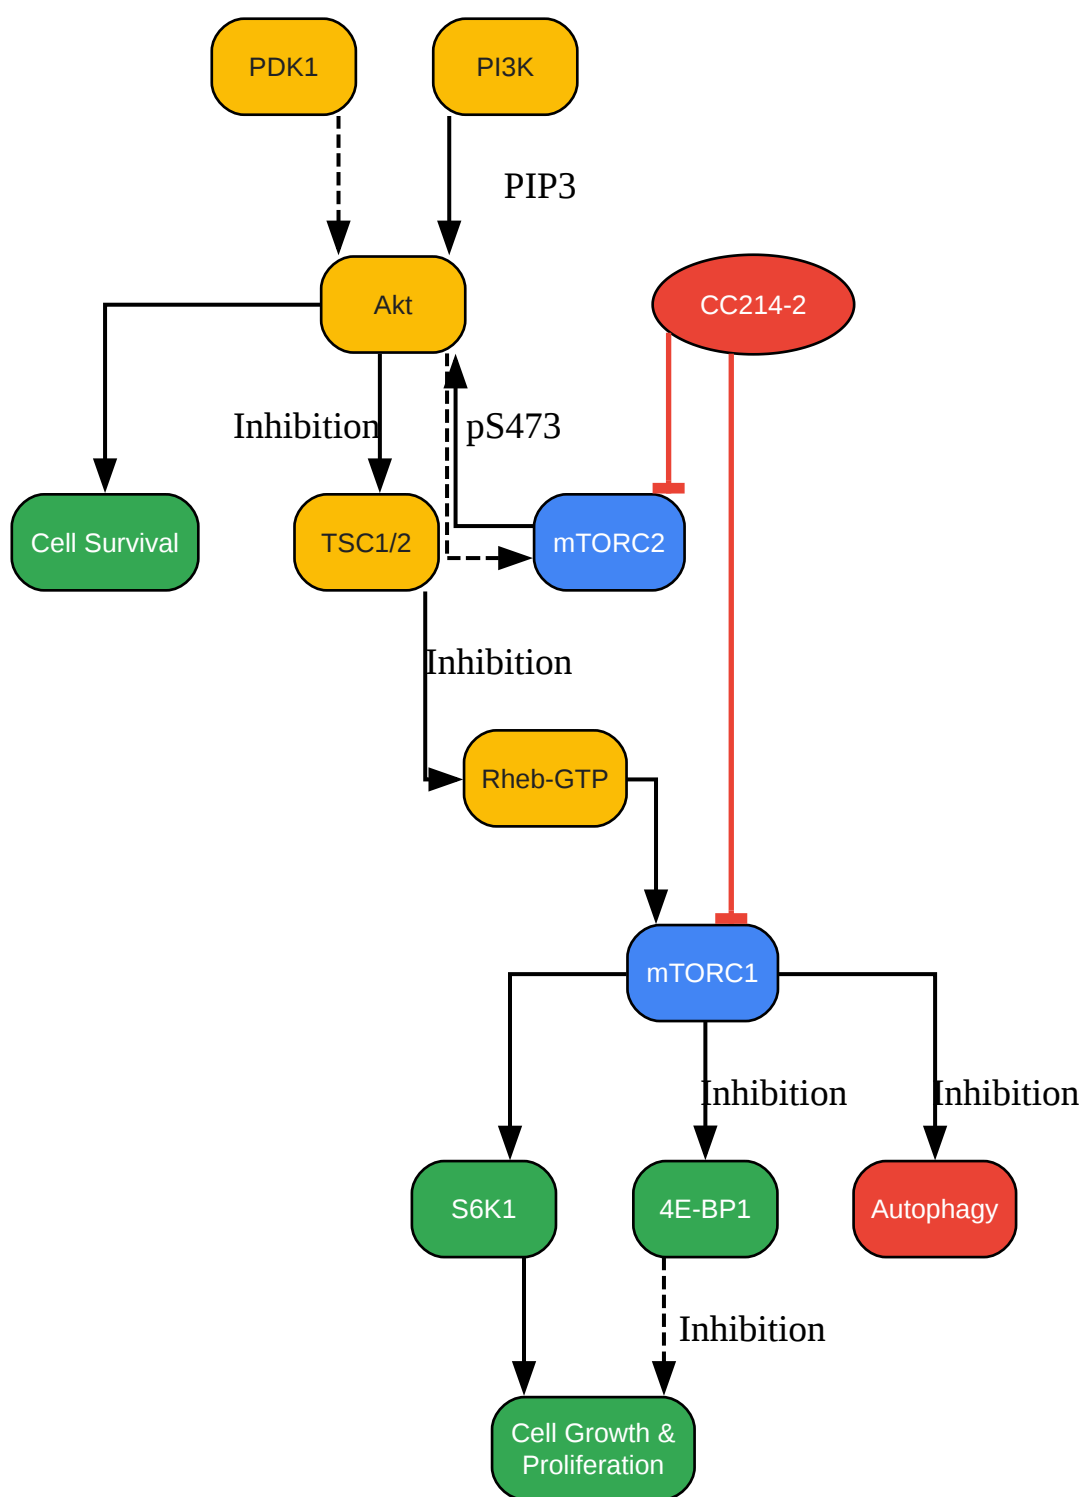 PDK1
PI3K
PIP3
Akt
CC214-2
Inhibition
pS473
Cell Survival
TSC1/2
mTORC2
Inhibition
Rheb-GTP
mTORC1
Inhibition
Inhibition
S6K1
4E-BP1
Autophagy
Inhibition
Cell Growth &
Proliferation